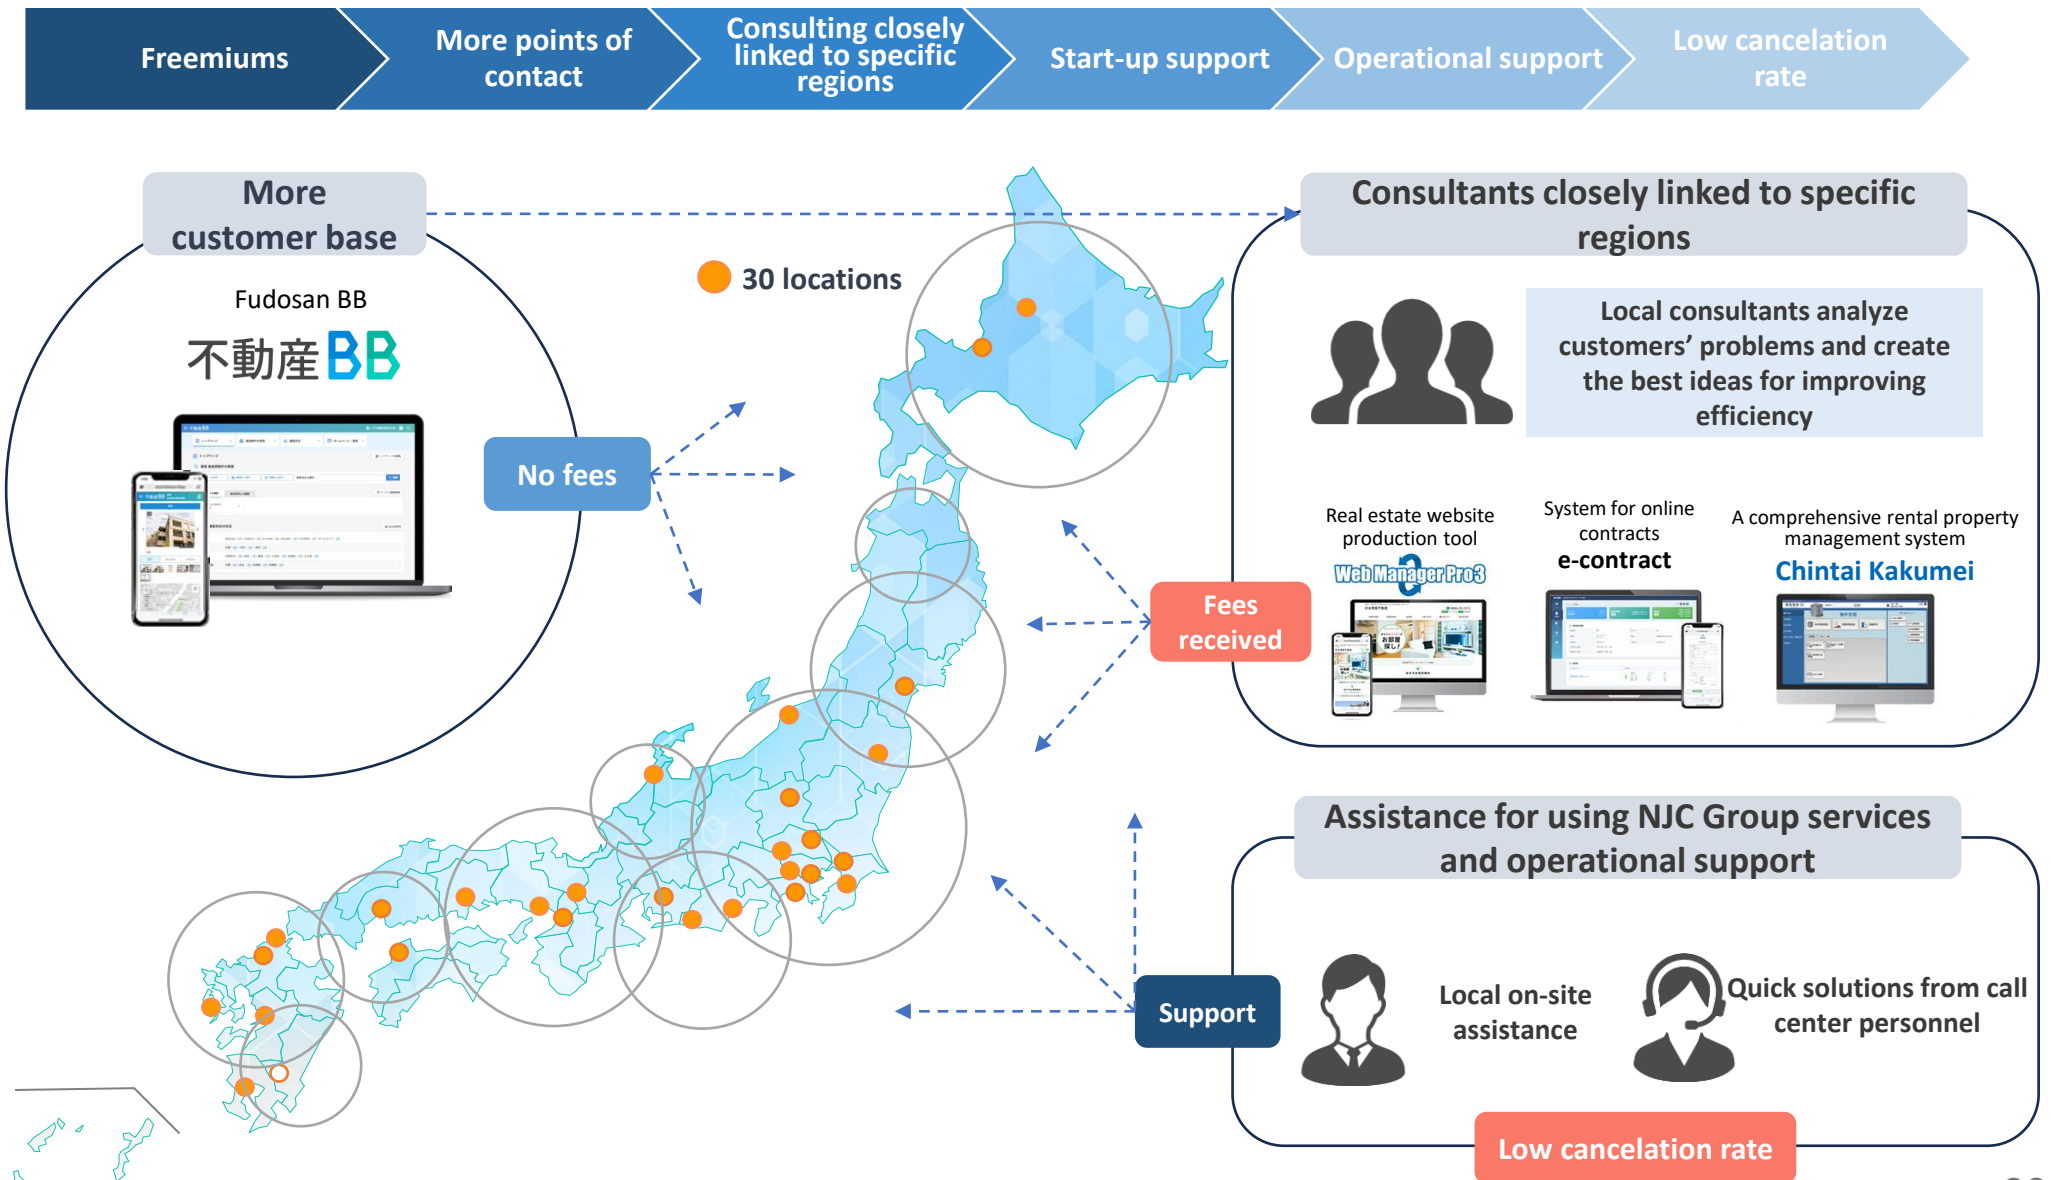 Freemiums
More points of
contact
Consulting closely
linked to specific
regions
Start-up support
Operational support
Low cancelation
rate
More
customer base
Fudosan BB
不動産BB
No fees
30 locations
Consultants closely linked to specific
regions
Local consultants analyze
customers’ problems and create
the best ideas for improving
efficiency
Real estate website
production tool
Web Manager Pro3
System for online
contracts
e-contract
A comprehensive rental property
management system
Chintai Kakumei
お部屋
探し!
Fees
received
Assistance for using NJC Group services
and operational support
Support
Local on-site
assistance
Quick solutions from call
center personnel
Low cancelation rate